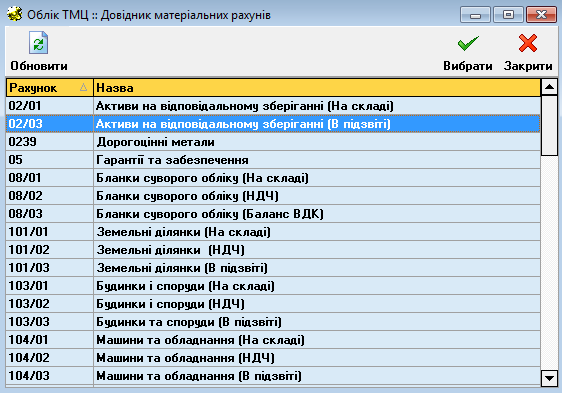 Облік ТМЦ :: Довідник матеріальних рахунів
Обновити Вибрати Закрити
Рахунок Назва
02/01 Активи на відповідальному зберіганні (На складі)
02/03 Активи на відповідальному зберіганні (В підзвіті)
0239 Дорогоцінні метали
05 Гарантії та забезпечення
08/01 Бланки суворого обліку (На складі)
08/02 Бланки суворого обліку (НДЧ)
08/03 Бланки суворого обліку (Баланс ВДК)
101/01 Земельні ділянки (На складі)
101/02 Земельні ділянки  (НДЧ)
101/03 Земельні ділянки (В підзвіті)
103/01 Будинки і споруди (На складі)
103/02 Будинки і споруди (НДЧ)
103/03 Будинки та споруди (В підзвіті)
104/01 Машини та обладнання (На складі)
104/02 Машини та обладнання (НДЧ)
104/03 Машини та обладнання (В підзвіті)